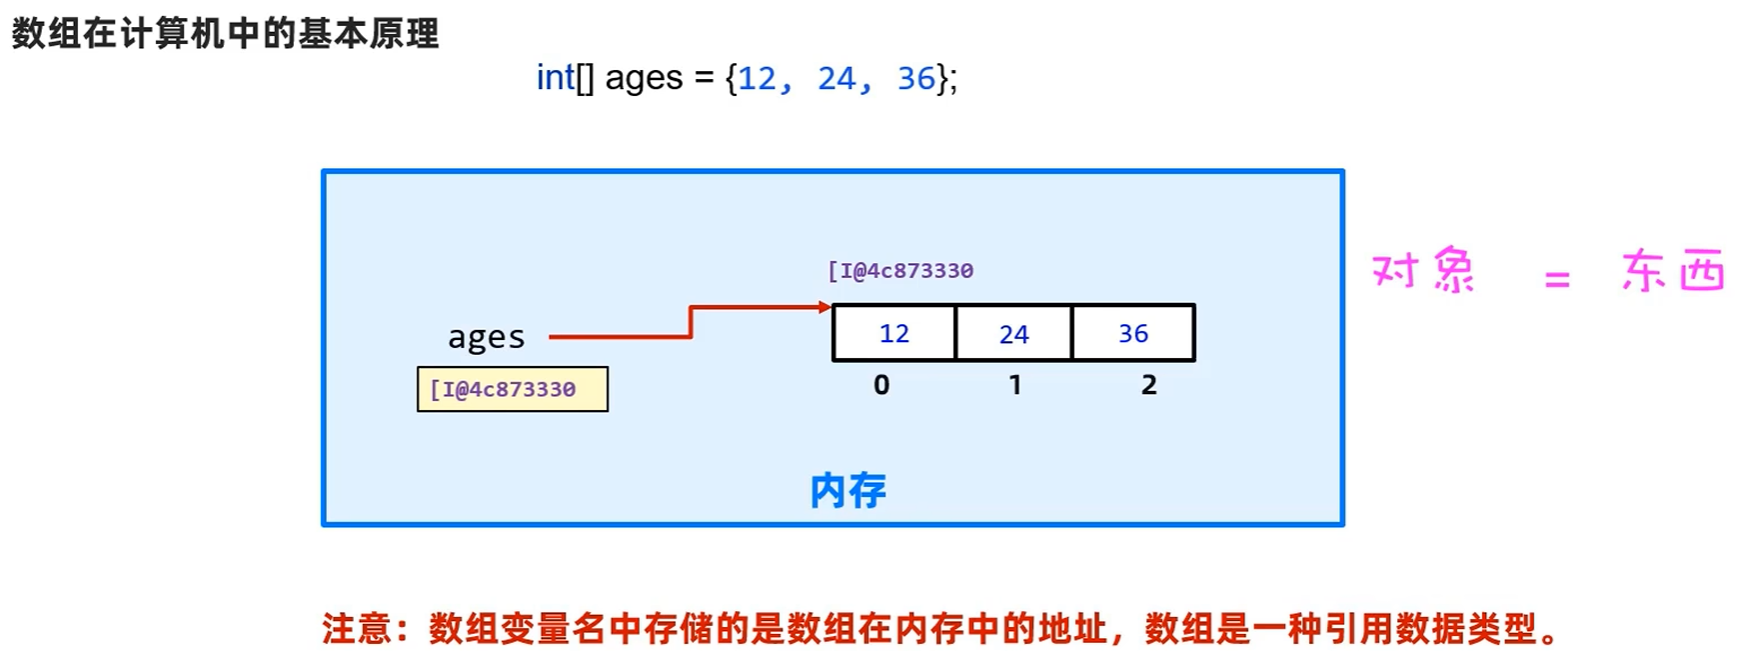 数组在计算机中的基本原理
int[] ages = {12, 24, 36};
[I@4c873330
对象 = 东西
ages
12 24 36
[I@4c873330
0 1 2
内存
注意：数组变量名中存储的是数组在内存中的地址，数组是一种引用数据类型。